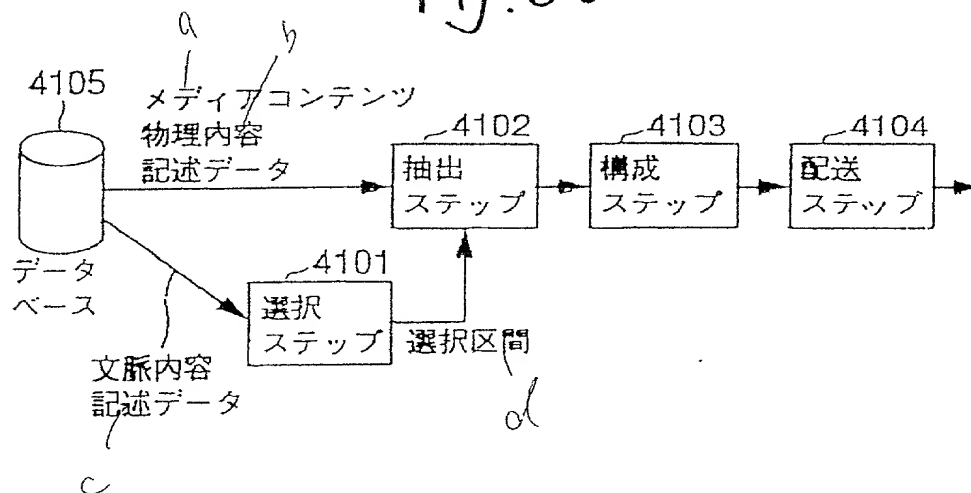 a
b
4105
メディアコンテンツ
物理内容
記述データ
4102
抽出
ステップ
4103
構成
ステップ
4104
配送
ステップ
データ
ベース
4101
選択
ステップ
選択区間
文脈内容
記述データ
d
c